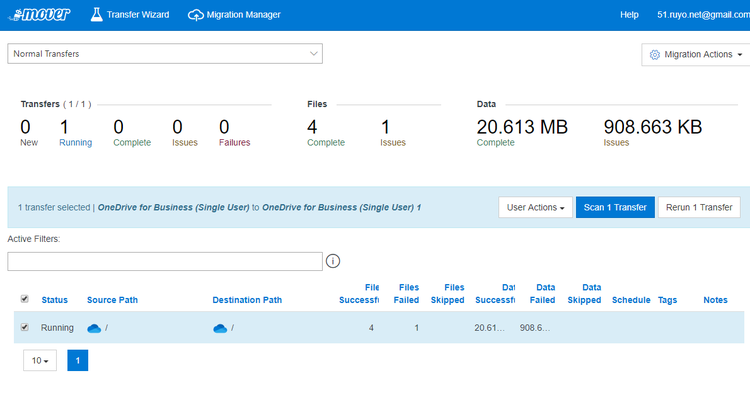 mover Transfer Wizard Migration Manager Help 51.ruyo.net@gmail.com
Normal Transfers Migration Actions
Transfers ( 1 / 1 ) Files Data
0 1 0 0 0 4 1 20.613 MB 908.663 KB
New Running Complete Issues Failures Complete Issues Complete Issues
1 transfer selected | OneDrive for Business (Single User) to OneDrive for Business (Single User) 1 User Actions Scan 1 Transfer Rerun 1 Transfer
Active Filters:
File Files Files Dat Data Data
Status Source Path Destination Path Successfu Failed Skipped Successfu Failed Skipped Schedule Tags Notes
Running / / 4 1 20.61... 908.6...
10 1